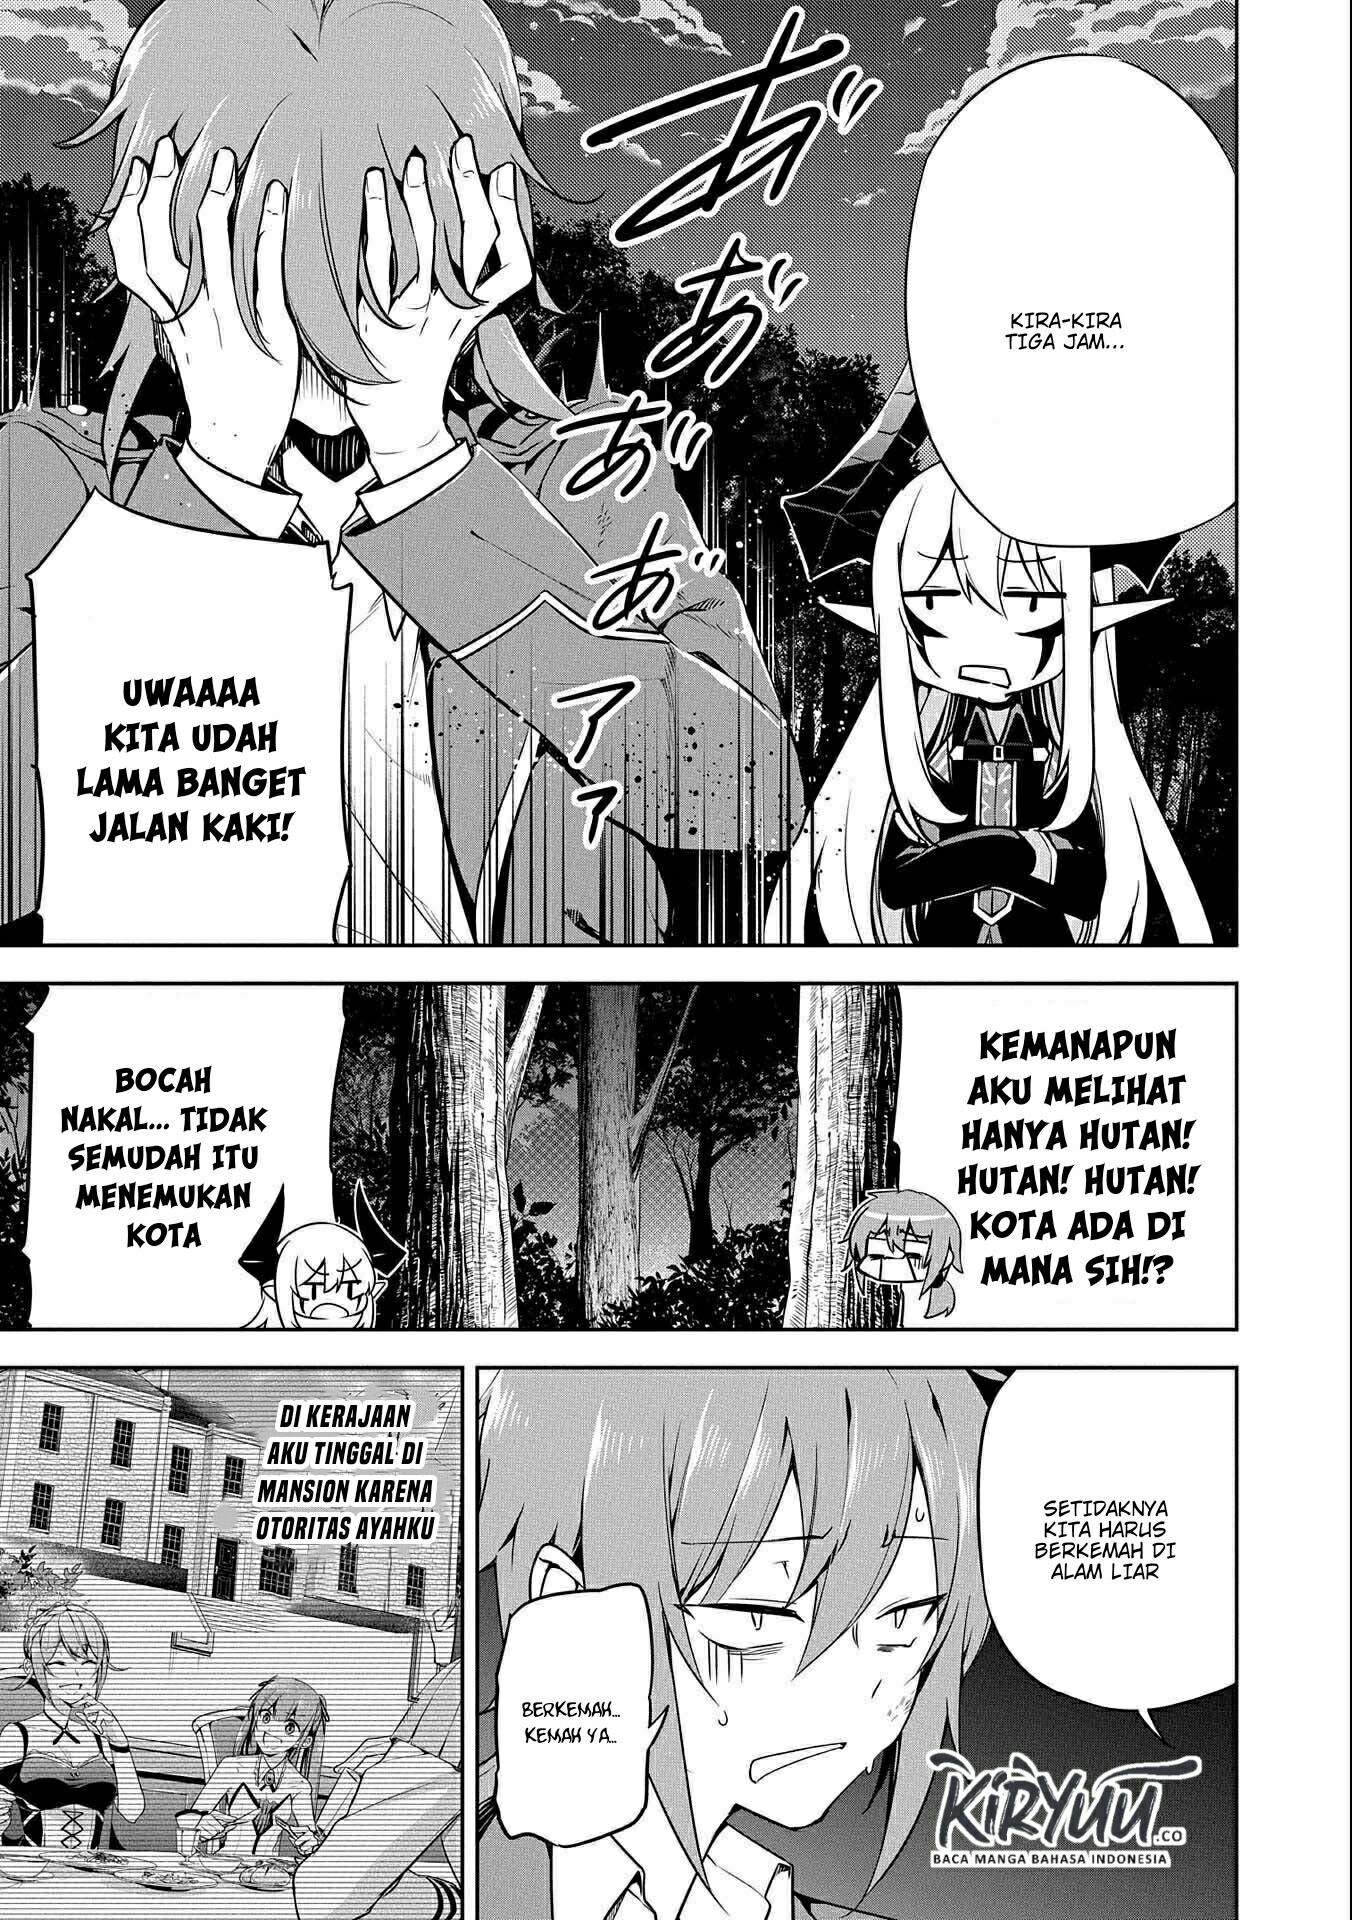 KIRA-KIRA
TIGA JAM...
あ゛
あ゛
あ゛
あ゛
ア
ア
UWAAAA
KITA UDAH
LAMA BANGET
JALAN KAKI!
KEMANAPUN
AKU MELIHAT
HANYA HUTAN!
HUTAN! HUTAN!
KOTA ADA DI
MANA SIH!?
BOCAH
NAKAL... TIDAK
SEMUDAH ITU
MENEMUKAN
KOTA
SETIDAKNYA
KITA HARUS
BERKEMAH DI
ALAM LIAR
BERKEMAH...
KEMAH YA...
DI KERAJAAN
AKU TINGGAL DI
MANSION KARENA
OTORITAS AYAHKU
KIRYUU.CO
BACA MANGA BAHASA INDONESIA